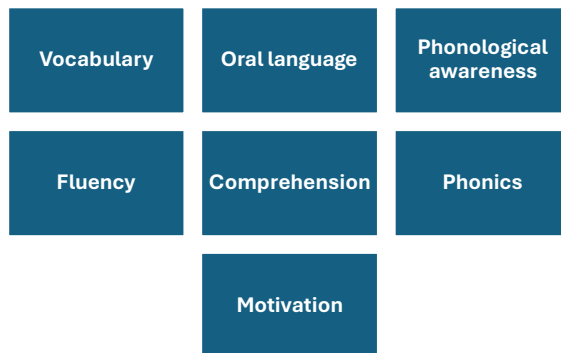 Vocabulary
Oral language
Phonological
awareness
Fluency
Comprehension
Phonics
Motivation